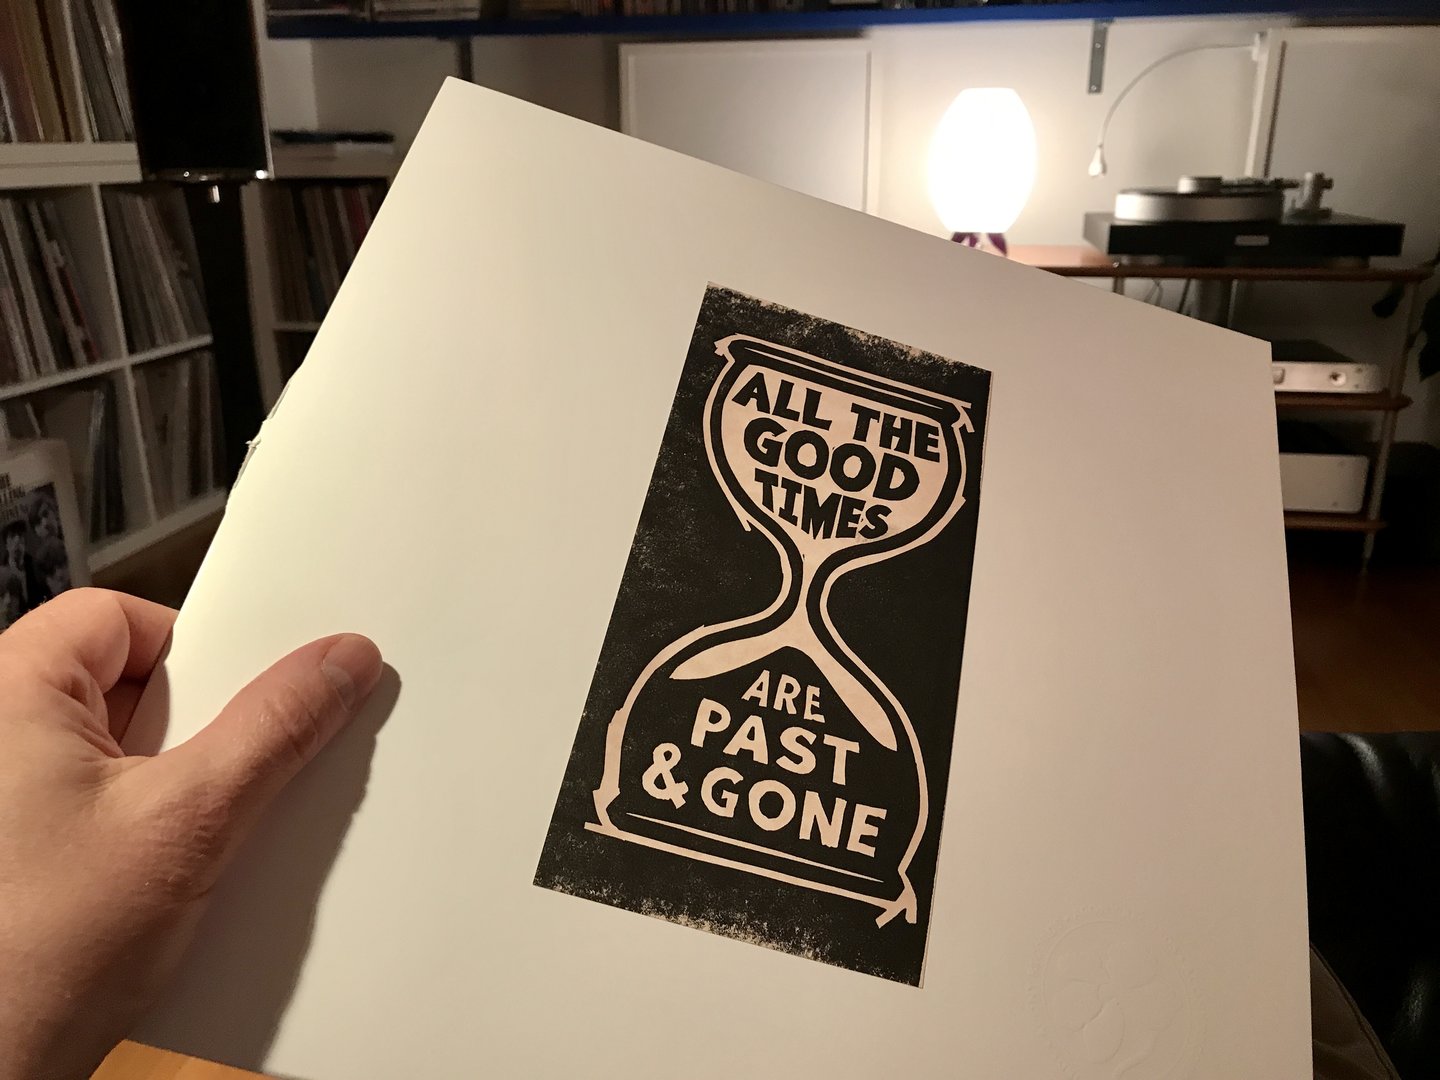 ALL THE
GOOD
TIMES
ARE
PAST
& GONE